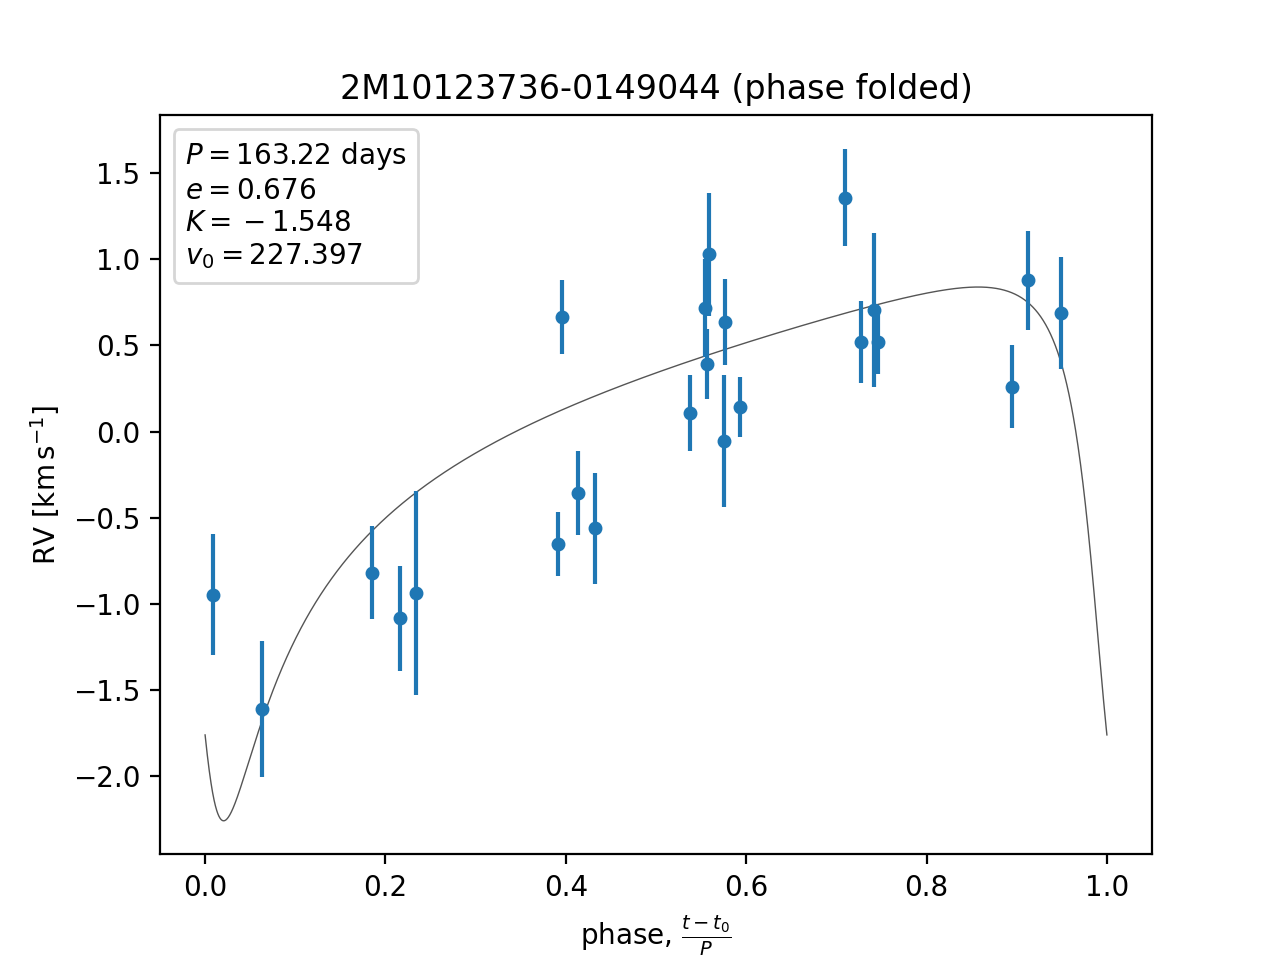 2M10123736-0149044 (phase folded)
P = 163.22 days
e = 0.676
K = −1.548
v₀ = 227.397
1.5
1.0
0.5
0.0
−0.5
−1.0
−1.5
−2.0
RV [km s⁻¹]
0.0 0.2 0.4 0.6 0.8 1.0
phase, (t − t₀)/P